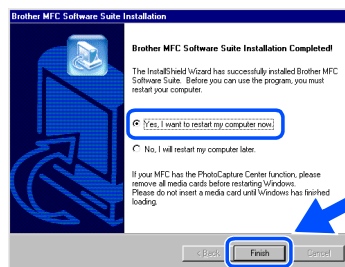 Brother MFC Software Suite Installation
Brother MFC Software Suite Installation Completed!
The InstallShield Wizard has successfully installed Brother MFC
Software Suite. Before you can use the program, you must
restart your computer.
Yes, I want to restart my computer now.
No, I will restart my computer later.
If your MFC has the PhotoCapture Center function, please
remove all media cards before restarting Windows.
Please do not insert a media card until Windows has finished
loading.
< Back
Finish
Cancel